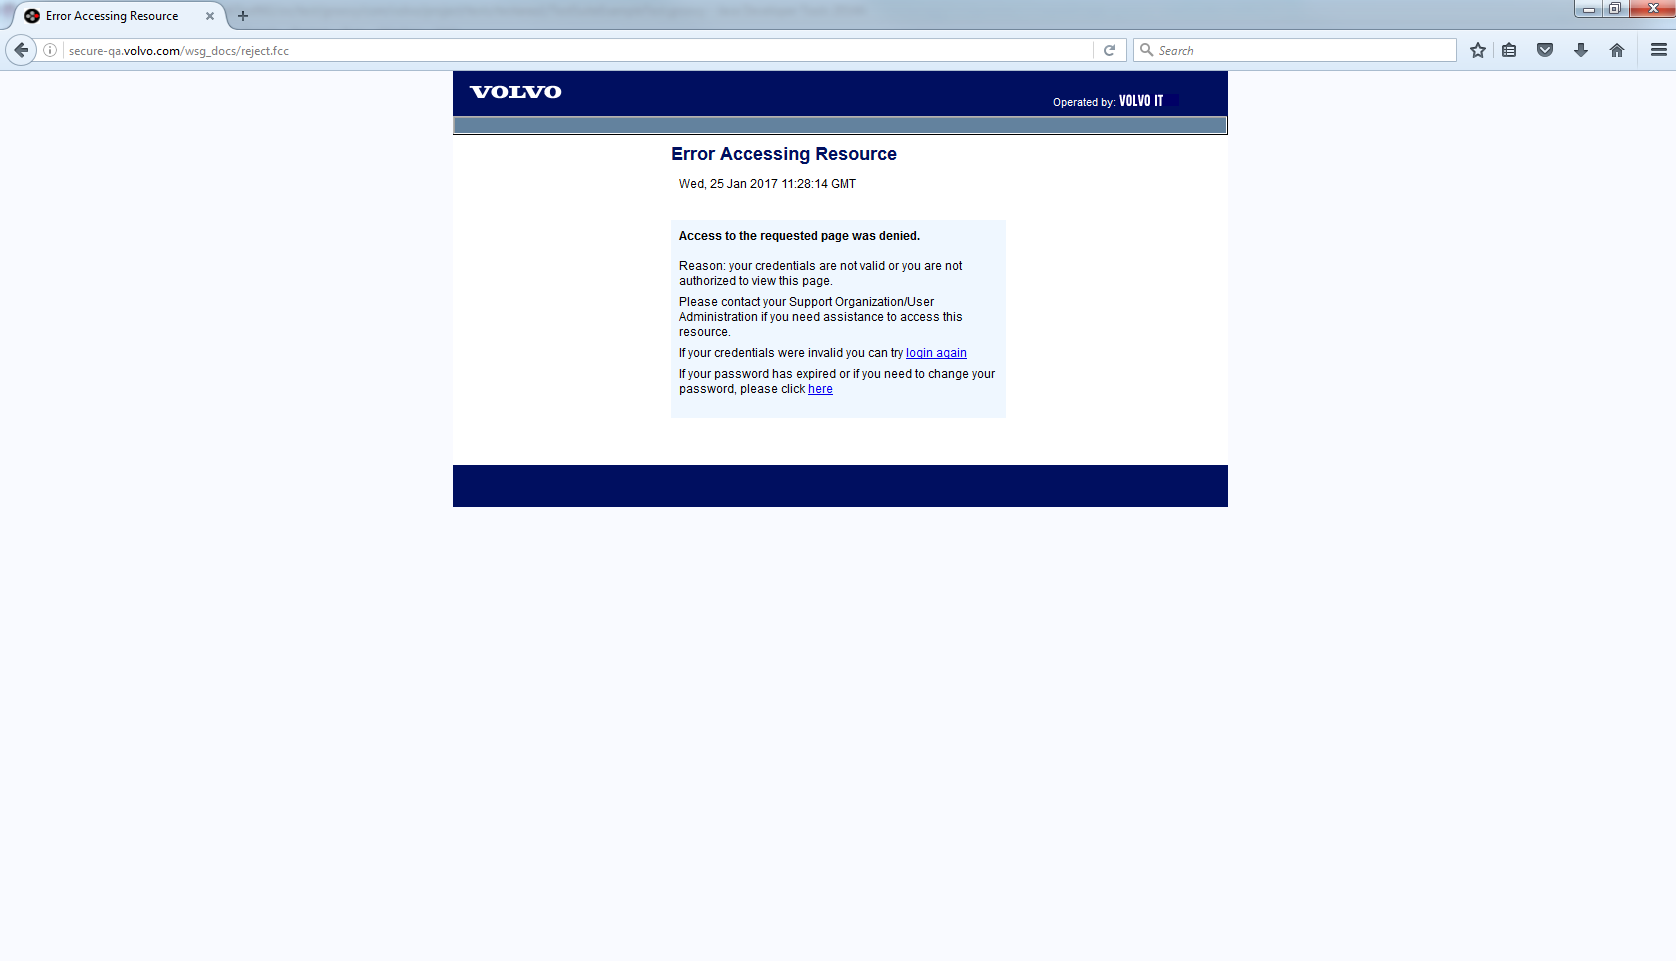 Error Accessing Resource
secure-qa.volvo.com/wsg_docs/reject.fcc
Search
VOLVO
Operated by: VOLVO IT
Error Accessing Resource
Wed, 25 Jan 2017 11:28:14 GMT
Access to the requested page was denied.
Reason: your credentials are not valid or you are not
authorized to view this page.
Please contact your Support Organization/User
Administration if you need assistance to access this
resource.
If your credentials were invalid you can try login again
If your password has expired or if you need to change your
password, please click here